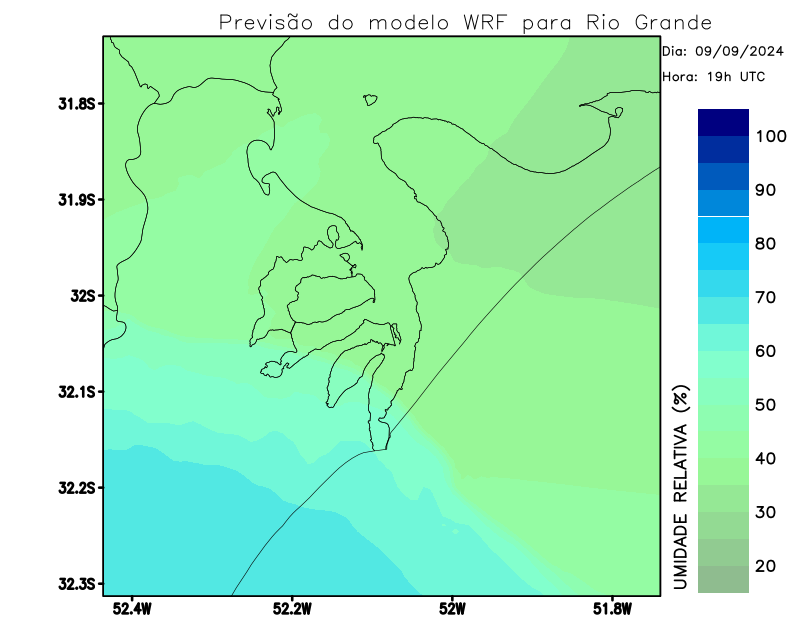 Previsão do modelo WRF para Rio Grande
Dia: 09/09/2024
Hora: 19h UTC
31.8S
31.9S
32S
32.1S
32.2S
32.3S
52.4W
52.2W
52W
51.8W
UMIDADE RELATIVA (%)
100
90
80
70
60
50
40
30
20